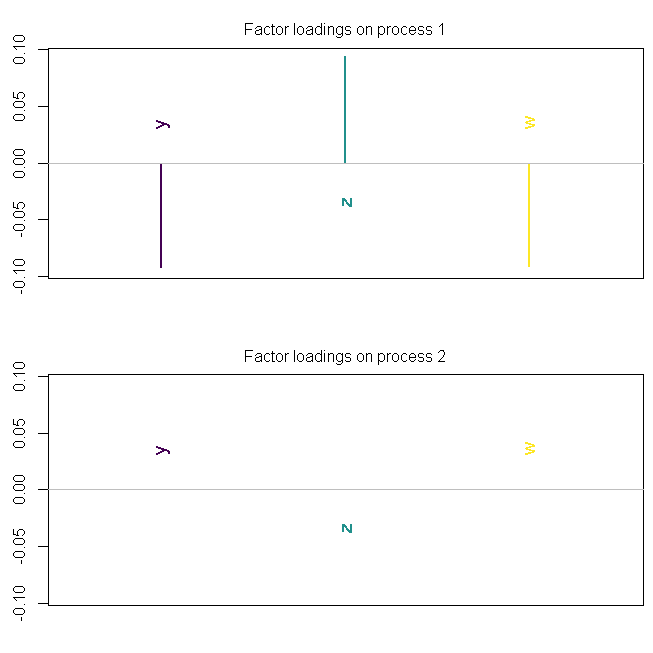 Factor loadings on process 1
0.10
0.05
0.00
-0.05
-0.10
y
z
w
Factor loadings on process 2
0.10
0.05
0.00
-0.05
-0.10
y
z
w